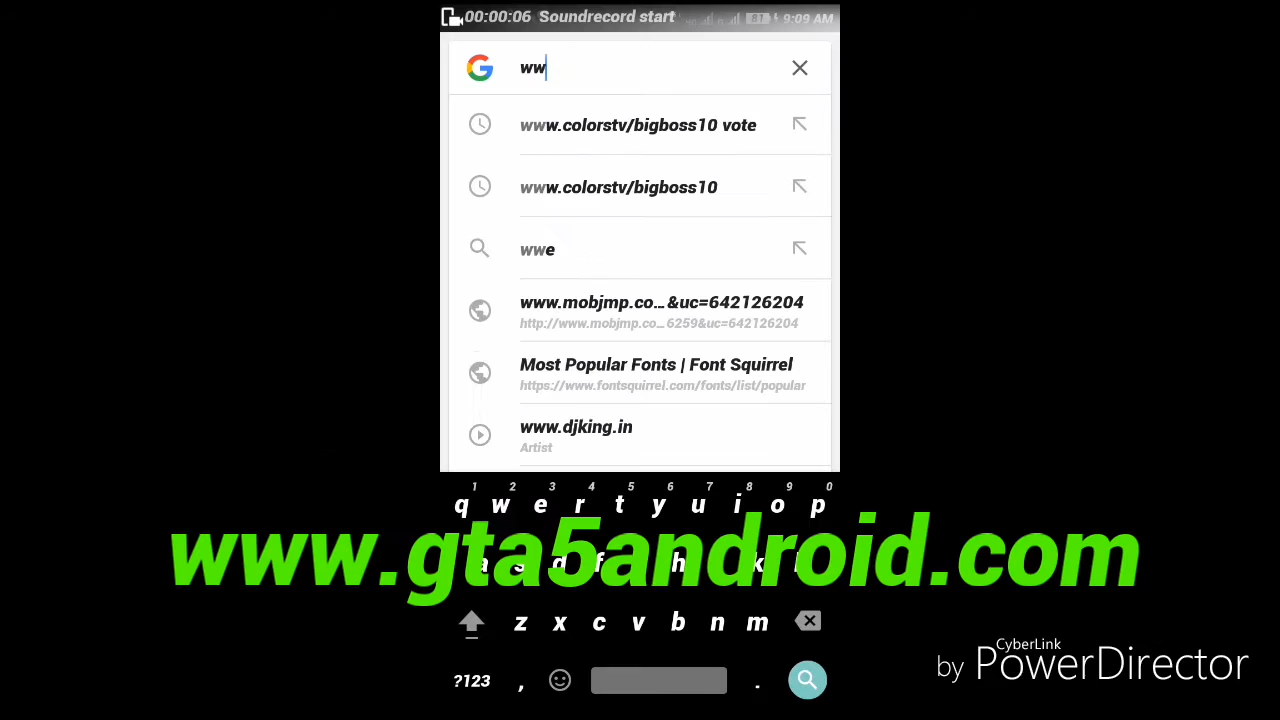 00:00:06 Soundrecord start 87 9:09 AM
ww
www.colorstv/bigboss10 vote
www.colorstv/bigboss10
wwe
www.mobjmp.co... &uc=642126204
http://www.mobjmp.co...6259&uc=642126204
Most Popular Fonts | Font Squirrel
https://www.fontsquirrel.com/fonts/list/popular
www.djking.in
Artist
1 2 3 4 5 6 7 8 9 0
q w e r t y u i o p
www.gta5android.com
a s d f h k l
z x c v b n m
?123 , .
CyberLink
by PowerDirector